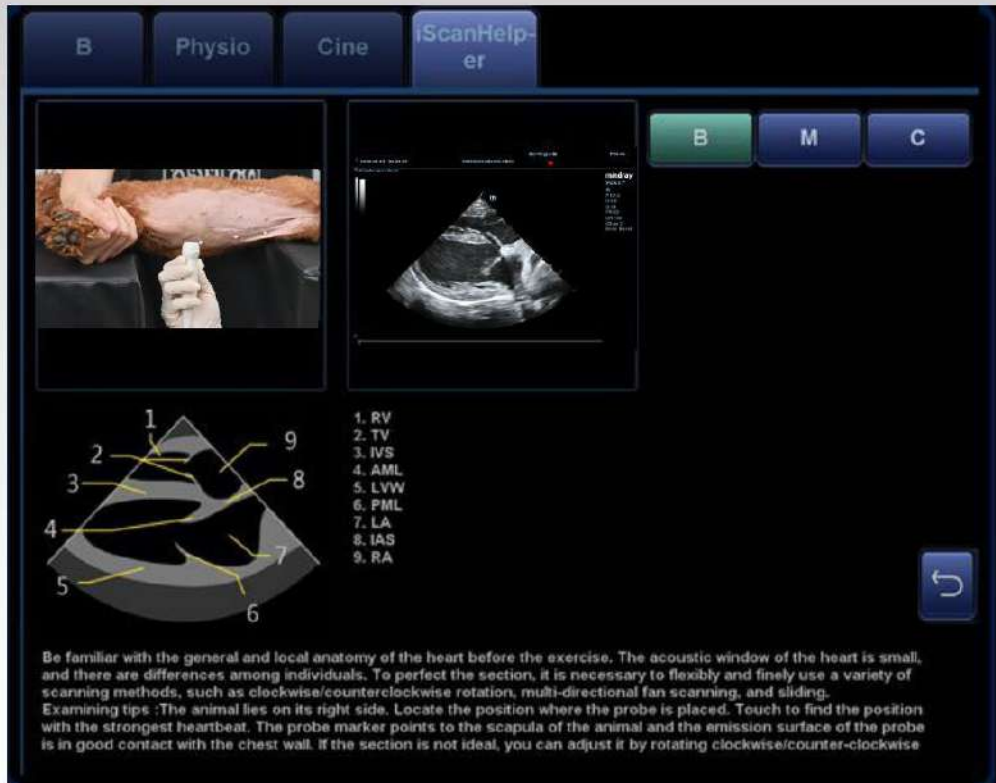 B
Physio
Cine
iScanHelp-
er
B
M
C
mindray
1
2
3
4
5
6
7
8
9
1. RV
2. TV
3. IVS
4. AML
5. LVW
6. PML
7. LA
8. IAS
9. RA
Be familiar with the general and local anatomy of the heart before the exercise. The acoustic window of the heart is small,
and there are differences among individuals. To perfect the section, it is necessary to flexibly and finely use a variety of
scanning methods, such as clockwise/counterclockwise rotation, multi-directional fan scanning, and sliding.
Examining tips :The animal lies on its right side. Locate the position where the probe is placed. Touch to find the position
with the strongest heartbeat. The probe marker points to the scapula of the animal and the emission surface of the probe
is in good contact with the chest wall. If the section is not ideal, you can adjust it by rotating clockwise/counter-clockwise